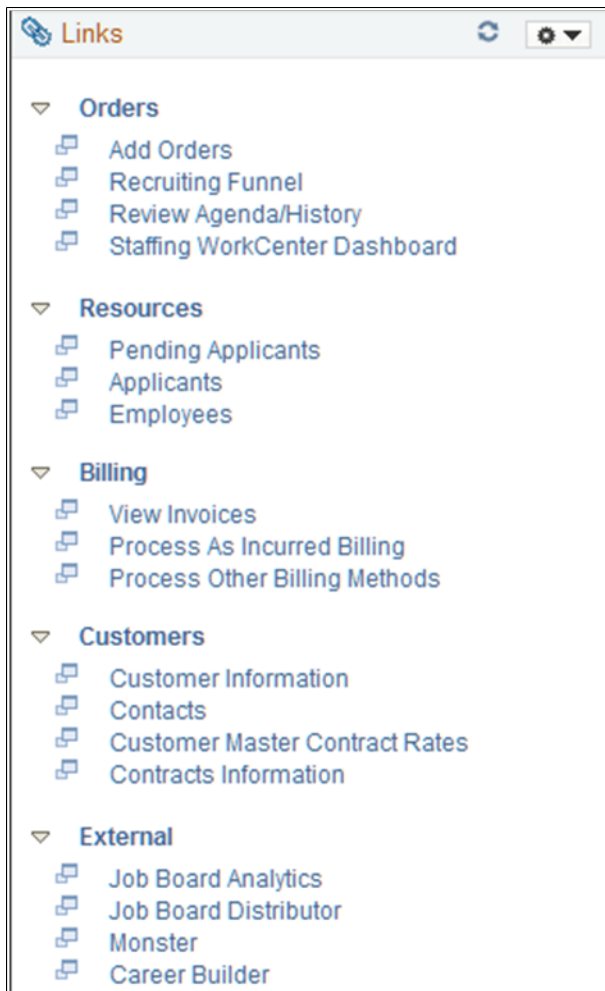 Links
Orders
Add Orders
Recruiting Funnel
Review Agenda/History
Staffing WorkCenter Dashboard
Resources
Pending Applicants
Applicants
Employees
Billing
View Invoices
Process As Incurred Billing
Process Other Billing Methods
Customers
Customer Information
Contacts
Customer Master Contract Rates
Contracts Information
External
Job Board Analytics
Job Board Distributor
Monster
Career Builder